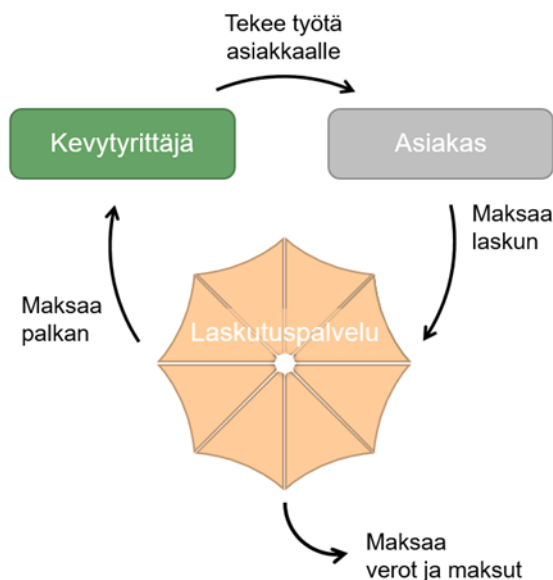 Tekee työtä
asiakkaalle
Kevytyrittäjä
Asiakas
Maksaa
laskun
Maksaa
palkan
Laskutuspalvelu
Maksaa
verot ja maksut